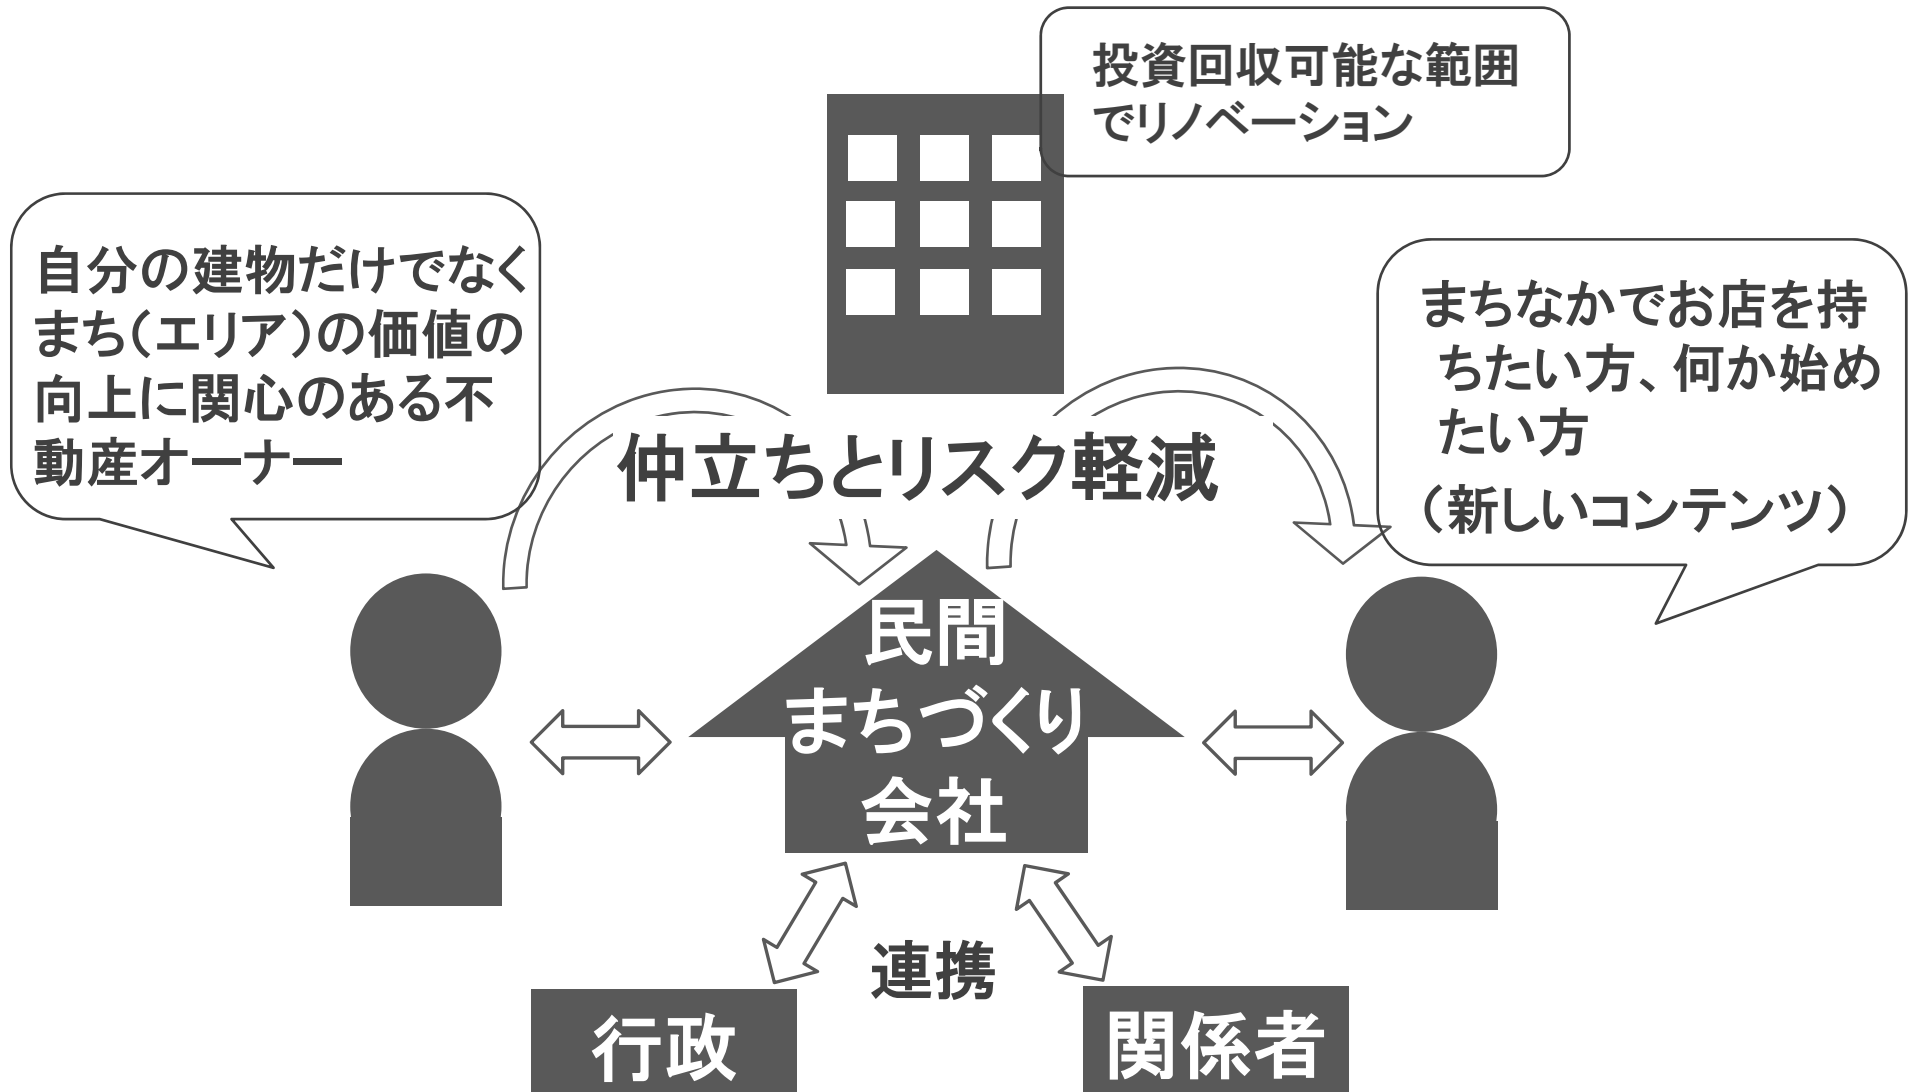 投資回収可能な範囲
でリノベーション
自分の建物だけでなく
まち（エリア）の価値の
向上に関心のある不
動産オーナー
まちなかでお店を持
ちたい方、何か始め
たい方
（新しいコンテンツ）
仲立ちとリスク軽減
民間
まちづくり
会社
連携
行政
関係者